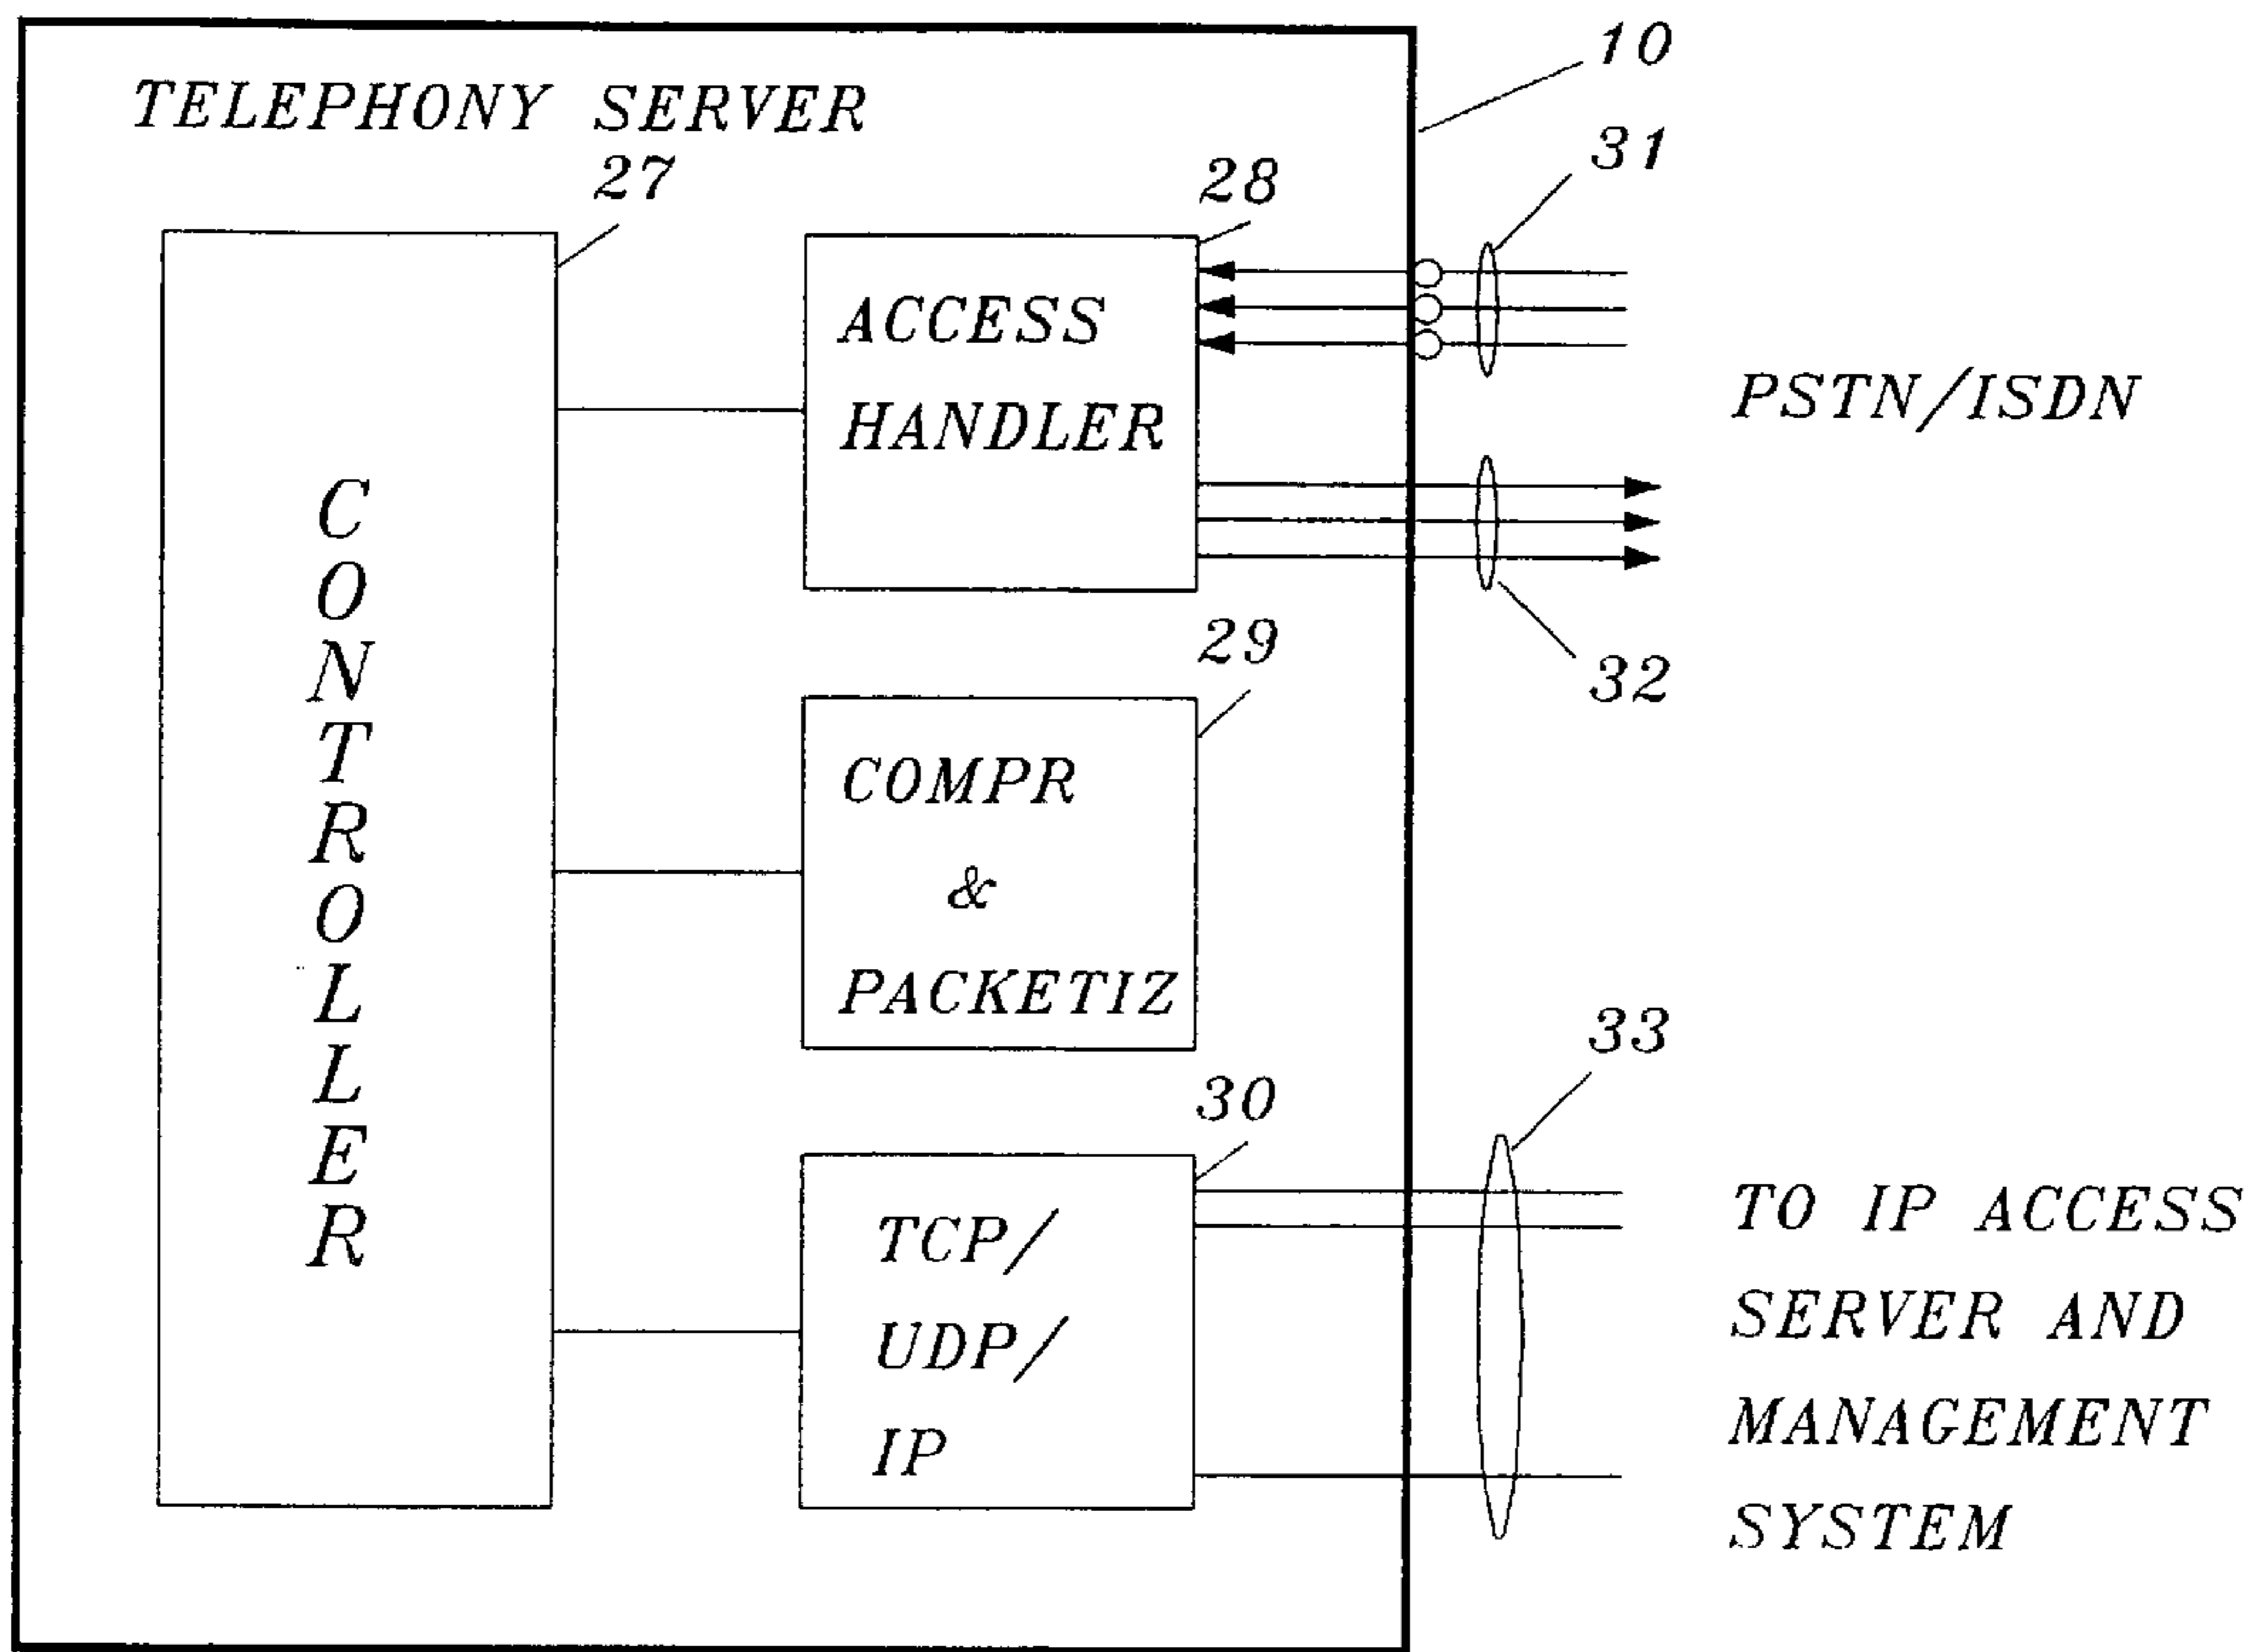 TELEPHONY SERVER
10
27
28
31
ACCESS
HANDLER
PSTN/ISDN
32
CONTROLLER
29
COMPR
&
PACKETIZ
33
30
TCP/
UDP/
IP
TO IP ACCESS
SERVER AND
MANAGEMENT
SYSTEM